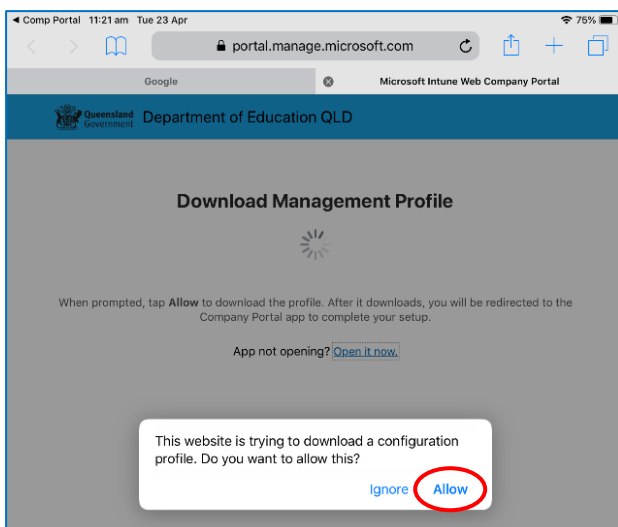 ◀ Comp Portal 11:21 am Tue 23 Apr 75%
portal.manage.microsoft.com
Google Microsoft Intune Web Company Portal
Queensland
Government
Department of Education QLD
Download Management Profile
When prompted, tap Allow to download the profile. After it downloads, you will be redirected to the
Company Portal app to complete your setup.
App not opening? Open it now.
This website is trying to download a configuration
profile. Do you want to allow this?
Ignore Allow